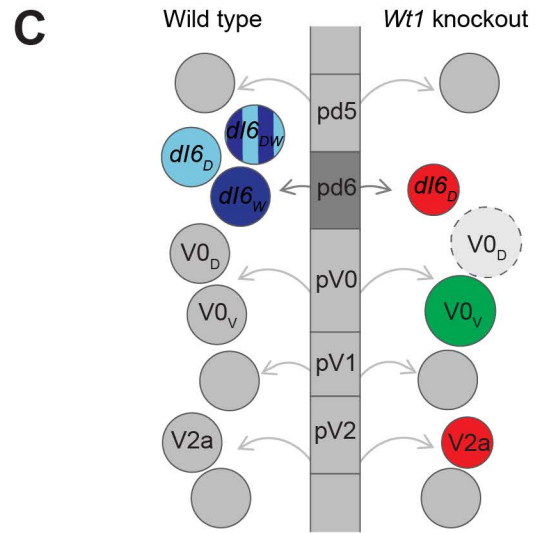 C
Wild type
Wt1 knockout
pd5
dI6DW
dI6D
pd6
dI6D
dI6W
V0D
V0D
pV0
V0V
V0V
pV1
pV2
V2a
V2a